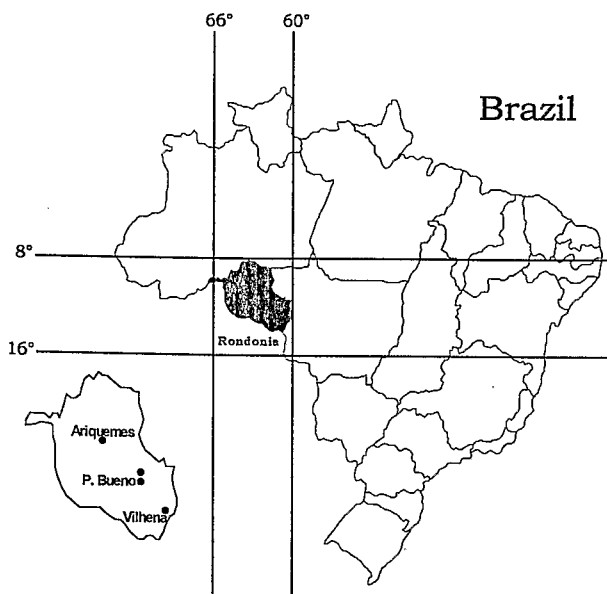 66° 60°
Brazil
8°
Rondonia
16°
Ariquemes
P. Bueno
Vilhena